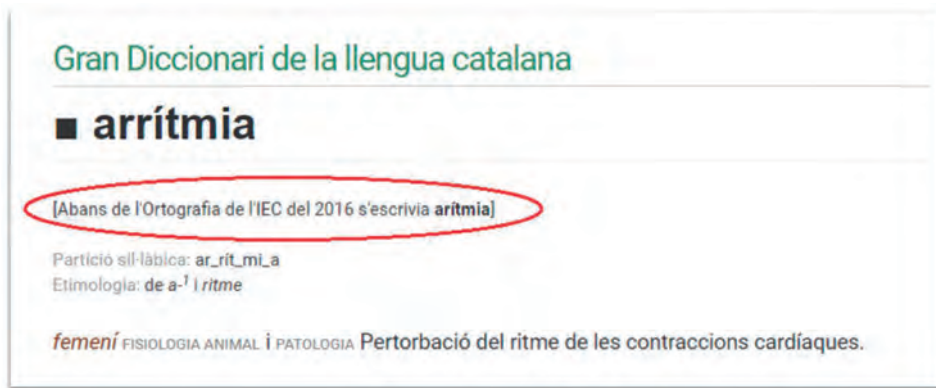 Gran Diccionari de la llengua catalana
■ arrítmia
[Abans de l'Ortografia de l'IEC del 2016 s'escrivia arítmia]
Partició sil·làbica: ar_rít_mi_a
Etimologia: de a-¹ i ritme
femení FISIOLOGIA ANIMAL i PATOLOGIA Pertorbació del ritme de les contraccions cardíaques.